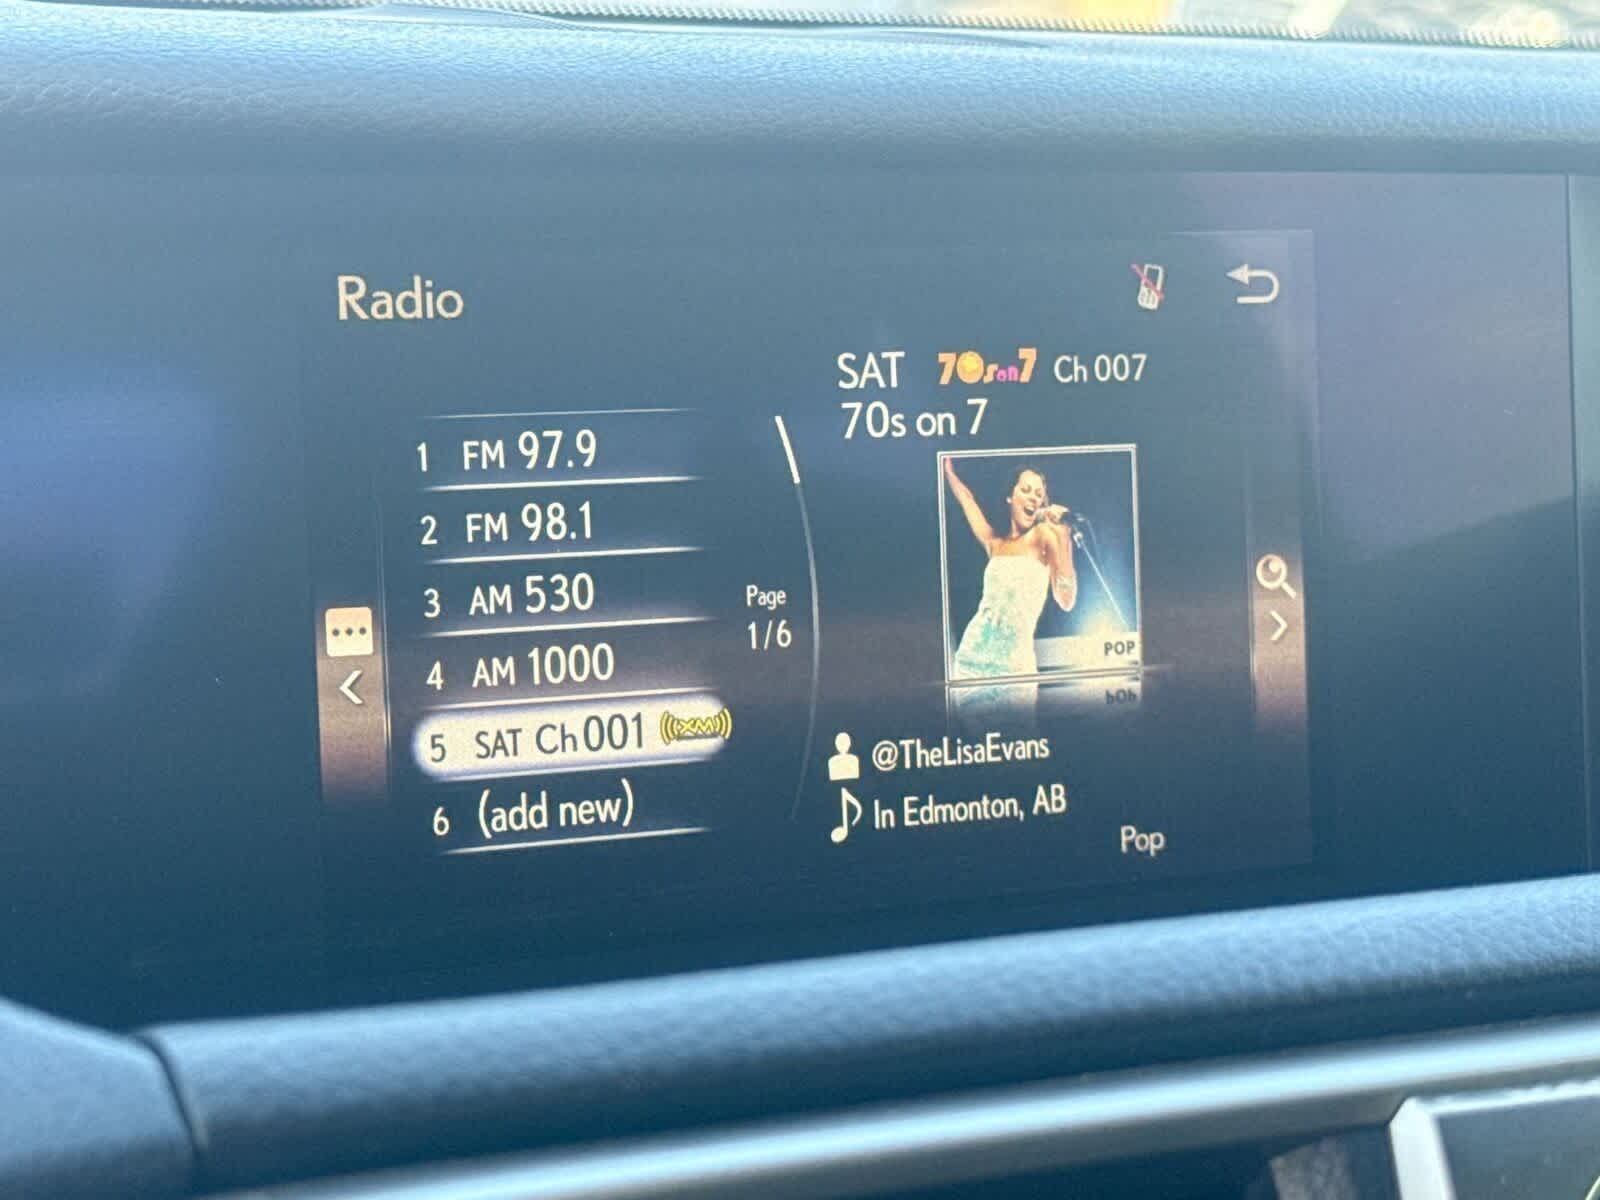 Radio
SAT 70s on 7 Ch 007
70s on 7
1 FM 97.9
2 FM 98.1
3 AM 530
4 AM 1000
5 SAT Ch 001 ((XM))
6 (add new)
Page
1/6
POP
@TheLisaEvans
In Edmonton, AB
Pop